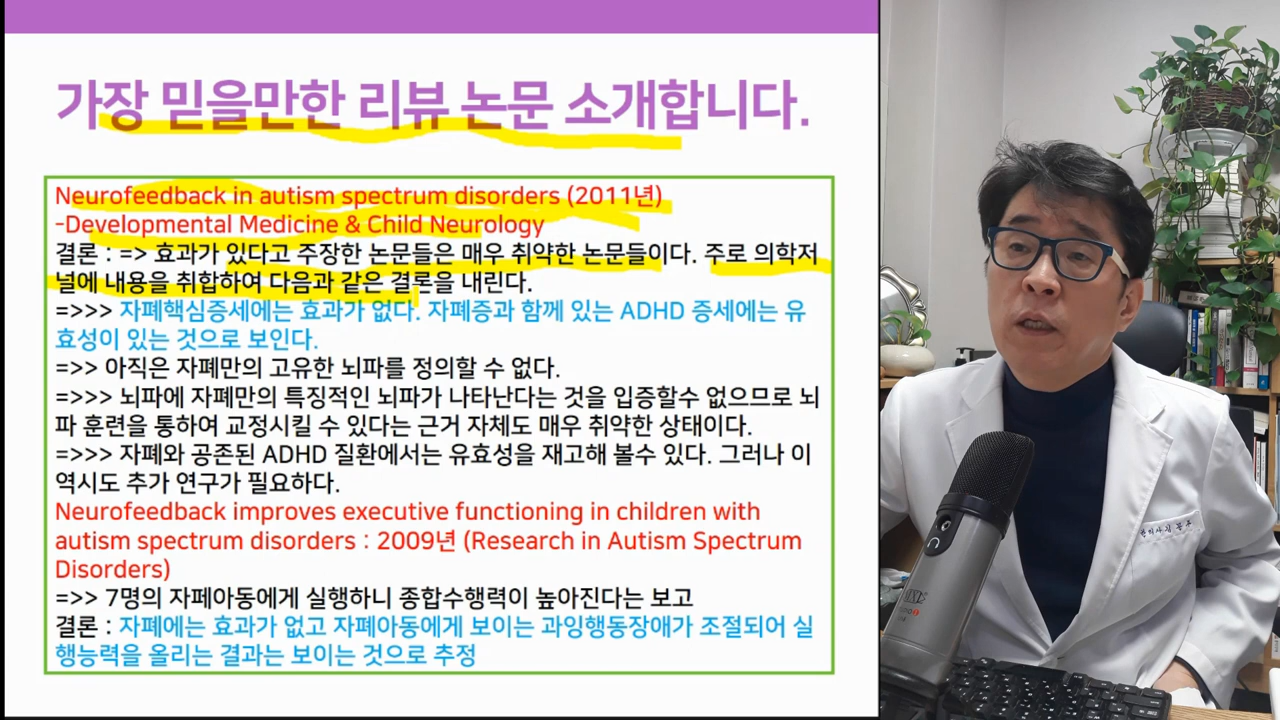 가장 믿을만한 리뷰 논문 소개합니다.
Neurofeedback in autism spectrum disorders (2011년)
-Developmental Medicine & Child Neurology
결론 : => 효과가 있다고 주장한 논문들은 매우 취약한 논문들이다. 주로 의학저
널에 내용을 취합하여 다음과 같은 결론을 내린다.
=>>> 자폐핵심증세에는 효과가 없다. 자폐증과 함께 있는 ADHD 증세에는 유
효성이 있는 것으로 보인다.
=>> 아직은 자폐만의 고유한 뇌파를 정의할 수 없다.
=>>> 뇌파에 자폐만의 특징적인 뇌파가 나타난다는 것을 입증할수 없으므로 뇌
파 훈련을 통하여 교정시킬 수 있다는 근거 자체도 매우 취약한 상태이다.
=>>> 자폐와 공존된 ADHD 질환에서는 유효성을 재고해 볼수 있다. 그러나 이
역시도 추가 연구가 필요하다.
Neurofeedback improves executive functioning in children with
autism spectrum disorders : 2009년 (Research in Autism Spectrum
Disorders)
=>> 7명의 자페아동에게 실행하니 종합수행력이 높아진다는 보고
결론 : 자폐에는 효과가 없고 자폐아동에게 보이는 과잉행동장애가 조절되어 실
행능력을 올리는 결과는 보이는 것으로 추정